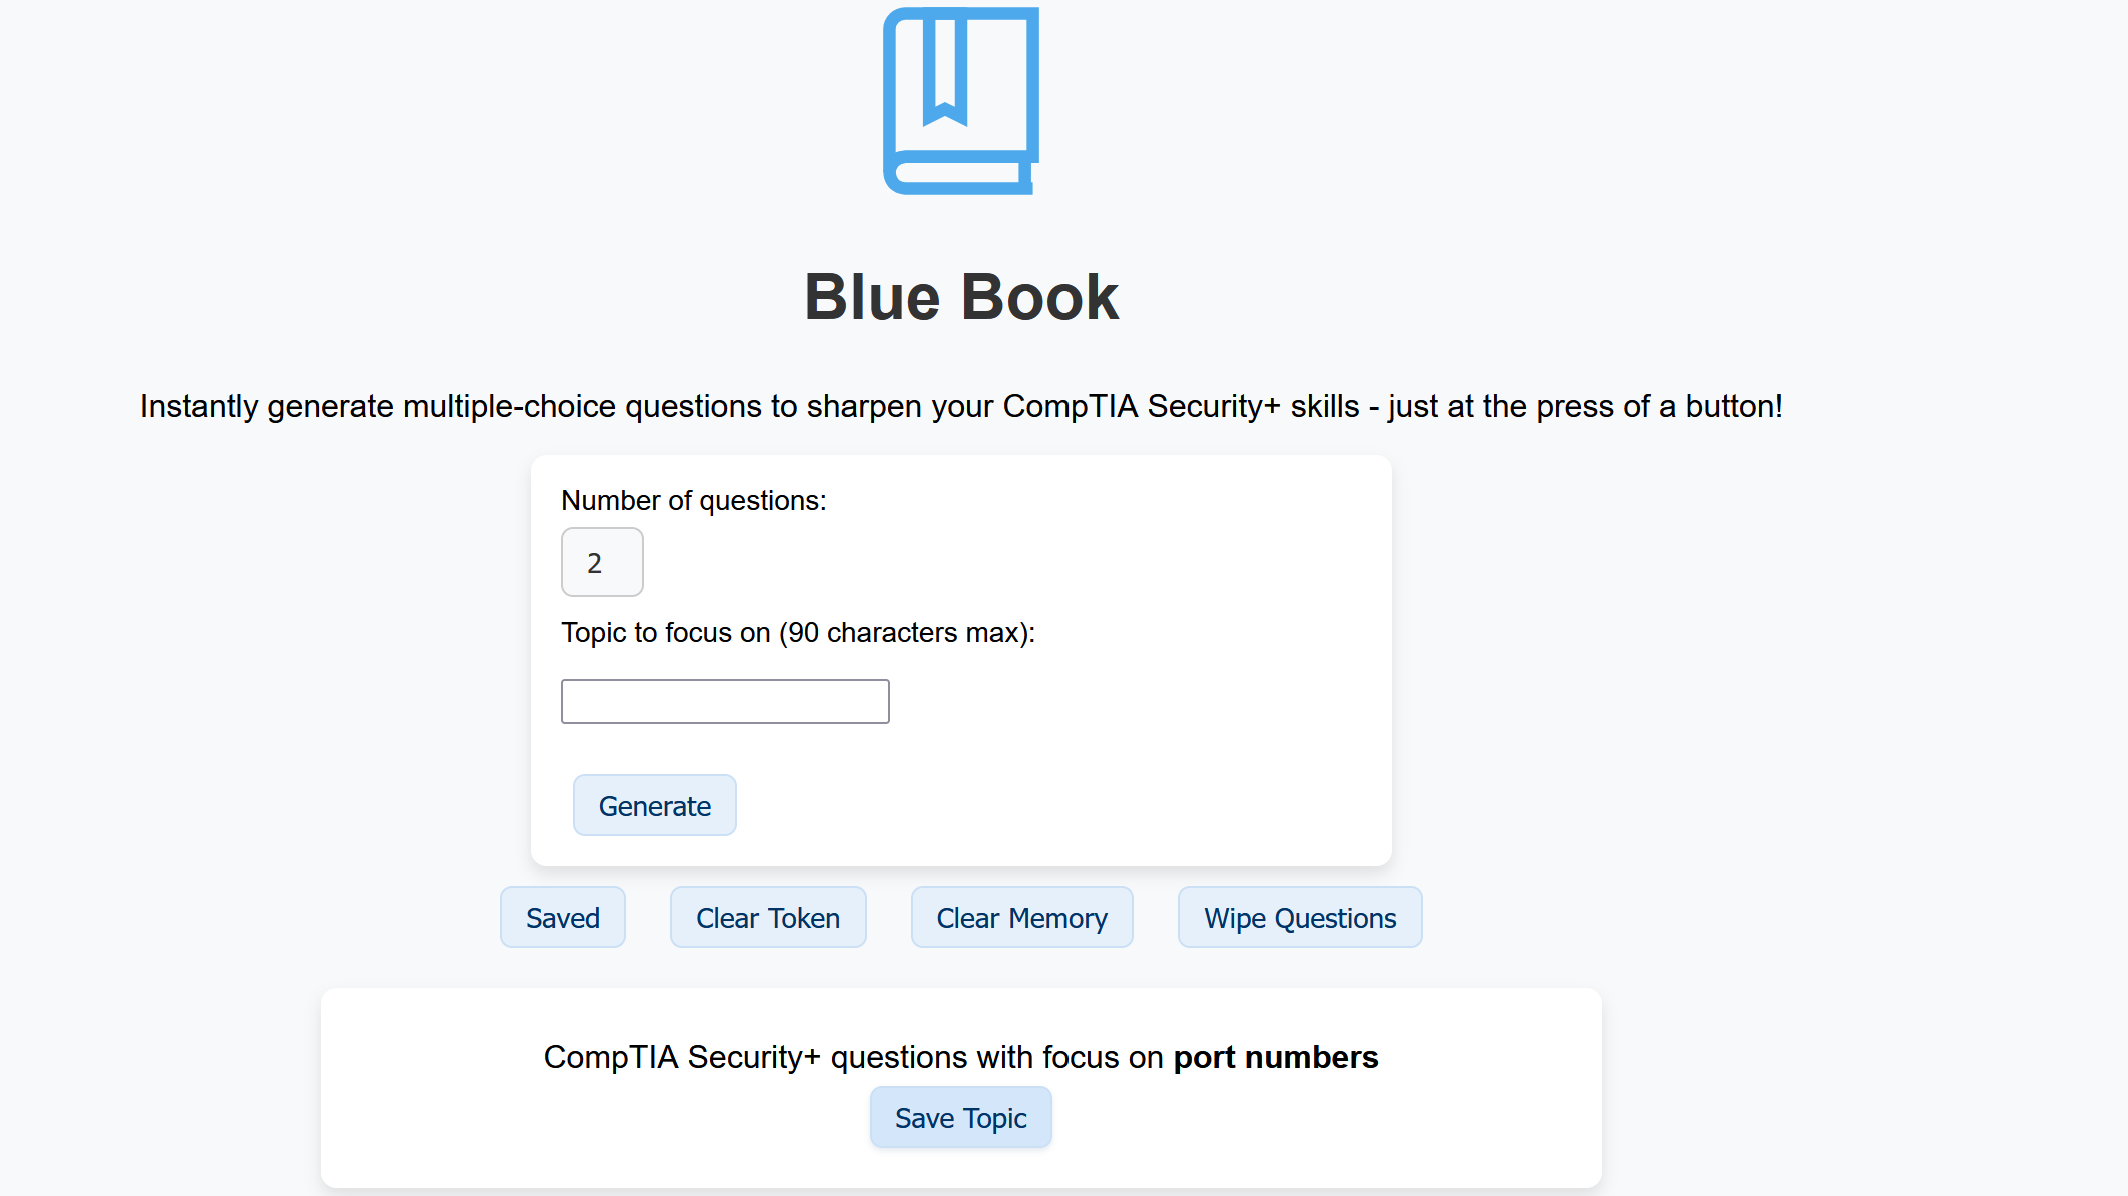 Blue Book
Instantly generate multiple-choice questions to sharpen your CompTIA Security+ skills - just at the press of a button!
Number of questions:
2
Topic to focus on (90 characters max):
Generate
Saved
Clear Token
Clear Memory
Wipe Questions
CompTIA Security+ questions with focus on port numbers
Save Topic